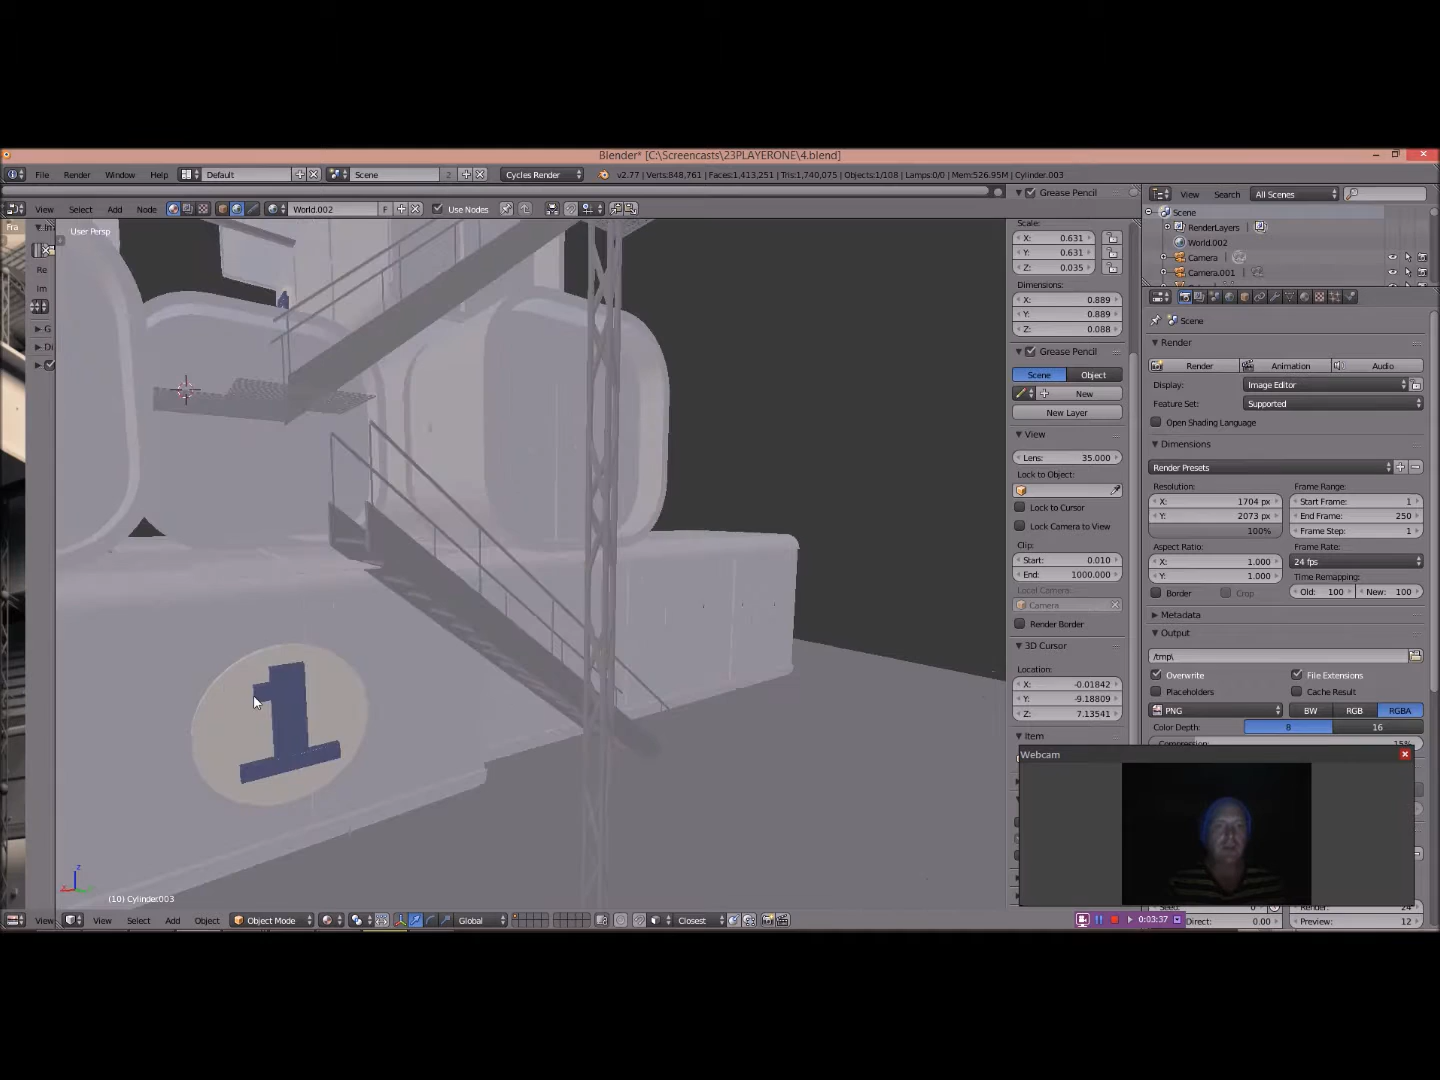 Blender* [C:\Screencasts\23PLAYERONE\4.blend]
File Render Window Help Default Scene 2 Cycles Render v2.77 | Verts:848,761 | Faces:1,413,251 | Tris:1,740,075 | Objects:1/108 | Lamps:0/0 | Mem:526.95M | Cylinder.003
Grease Pencil View Search All Scenes
View Select Add Node World.002 F Use Nodes
Scene
Fra User Persp Scale: RenderLayers
X: 0.631
World.002
Re Y: 0.631 Camera
Z: 0.035
Im Dimensions: Camera.001
X: 0.889
G Y: 0.889 Scene
Di Z: 0.088 Render
Grease Pencil Render Animation Audio
Scene Object Display: Image Editor
New Feature Set: Supported
New Layer Open Shading Language
View Dimensions
Lens: 35.000 Render Presets
Lock to Object: Resolution: Frame Range:
X: 1704 px Start Frame: 1
Lock to Cursor Y: 2073 px End Frame: 250
Lock Camera to View 100% Frame Step: 1
Clip: Aspect Ratio: Frame Rate:
Start: 0.010 X: 1.000 24 fps
End: 1000.000 Y: 1.000 Time Remapping:
Local Camera: Border Crop Old: 100 New: 100
Camera
Render Border Metadata
3D Cursor Output
Location: /tmp\
X: -0.01842 Overwrite File Extensions
Y: -9.18809 Placeholders Cache Result
Z: 7.13541 PNG BW RGB RGBA
Item Color Depth: 8 16
Compression: 15%
Webcam
1
z
(10) Cylinder.003
View View Select Add Object Object Mode Global Closest 0:03:37 Direct: 0.00 Preview: 12